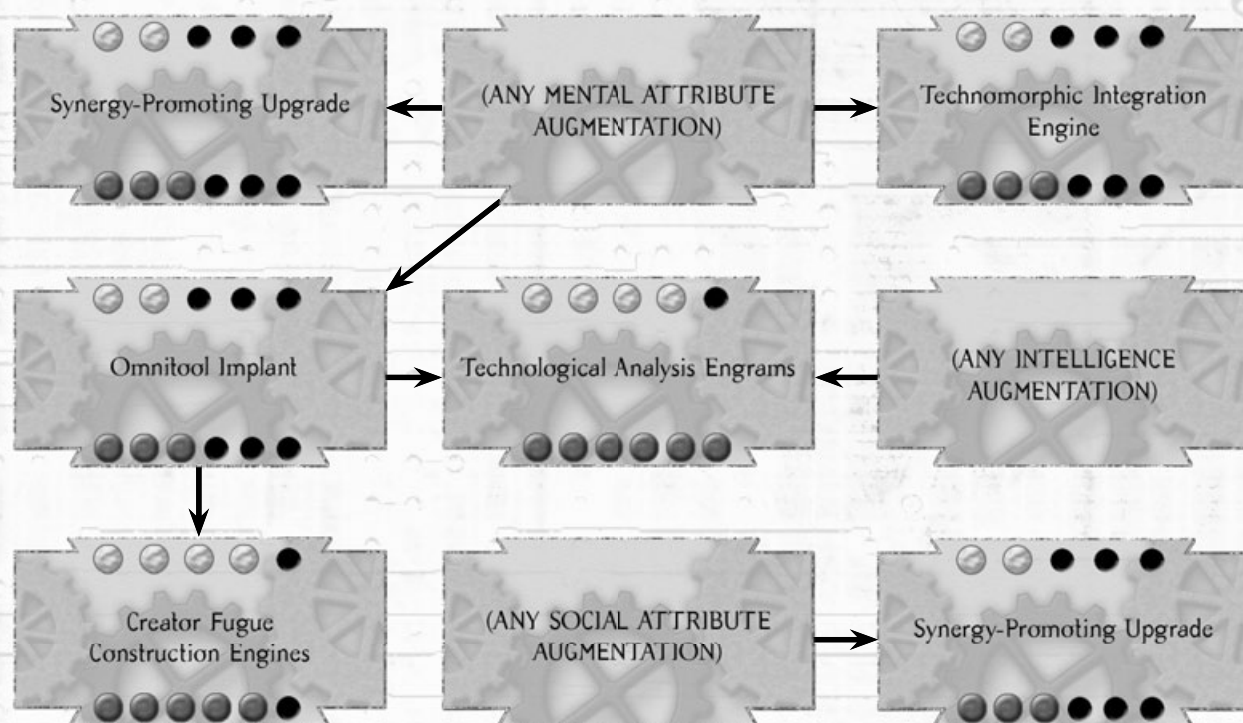 Synergy-Promoting Upgrade
(ANY MENTAL ATTRIBUTE
AUGMENTATION)
Technomorphic Integration
Engine
Omnitool Implant
Technological Analysis Engrams
(ANY INTELLIGENCE
AUGMENTATION)
Creator Fugue
Construction Engines
(ANY SOCIAL ATTRIBUTE
AUGMENTATION)
Synergy-Promoting Upgrade